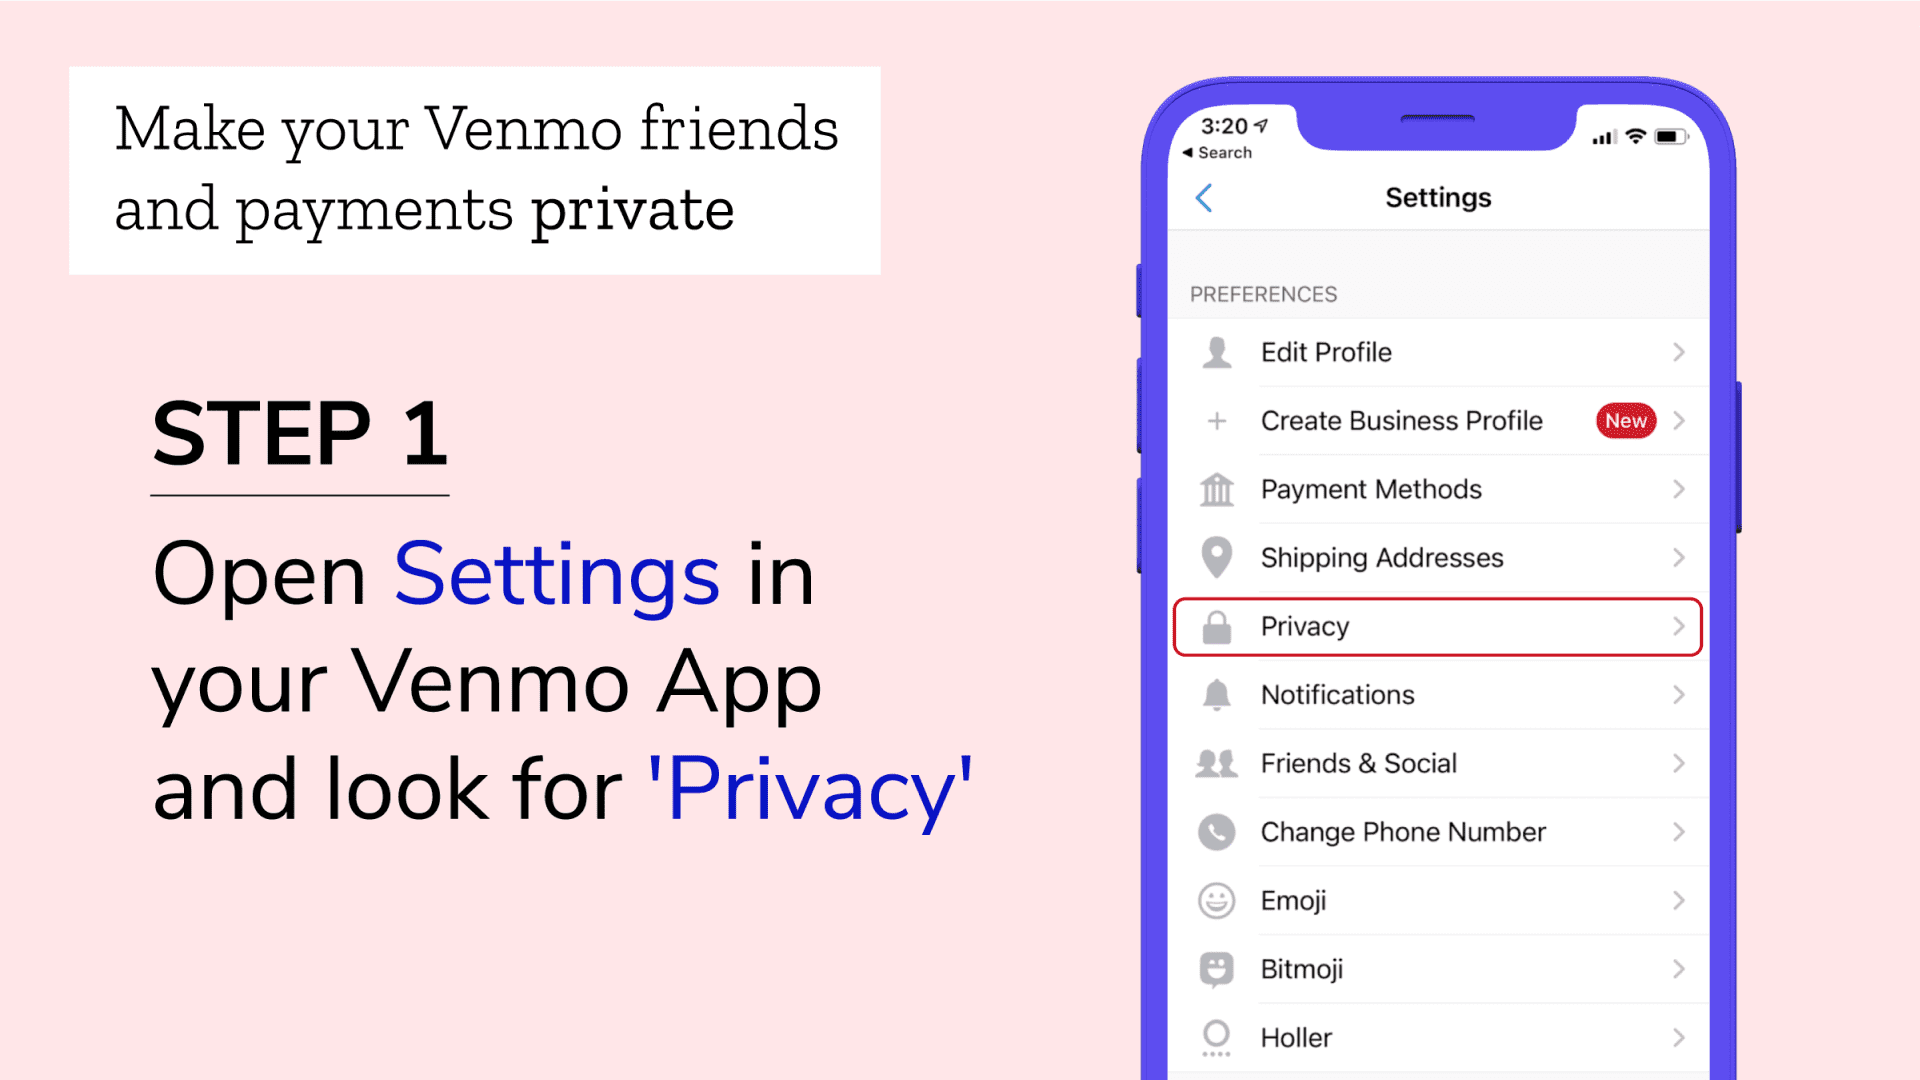 Make your Venmo friends
and payments private
STEP 1
Open Settings in
your Venmo App
and look for 'Privacy'
3:20
Search
Settings
PREFERENCES
Edit Profile
Create Business Profile New
Payment Methods
Shipping Addresses
Privacy
Notifications
Friends & Social
Change Phone Number
Emoji
Bitmoji
Holler